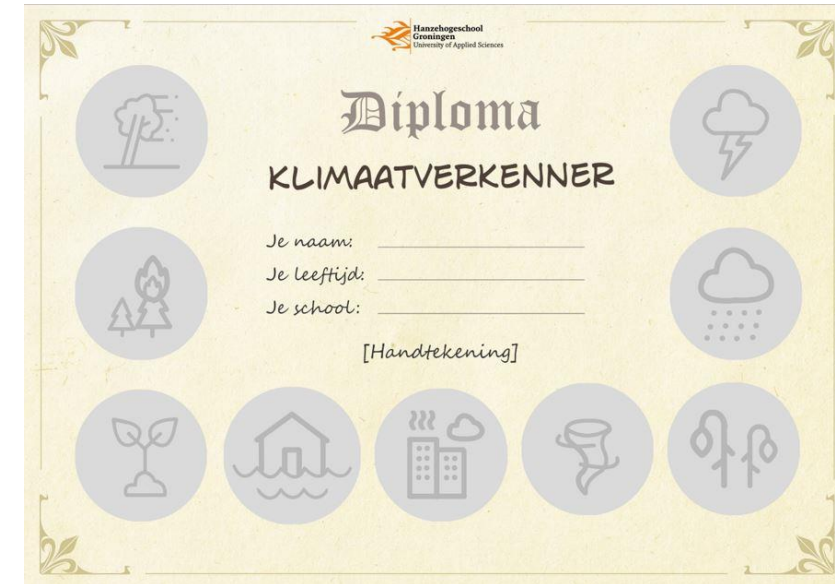 Hanzehogeschool
Groningen
University of Applied Sciences
Diploma
KLIMAATVERKENNER
Je naam:
Je leeftijd:
Je school:
[Handtekening]